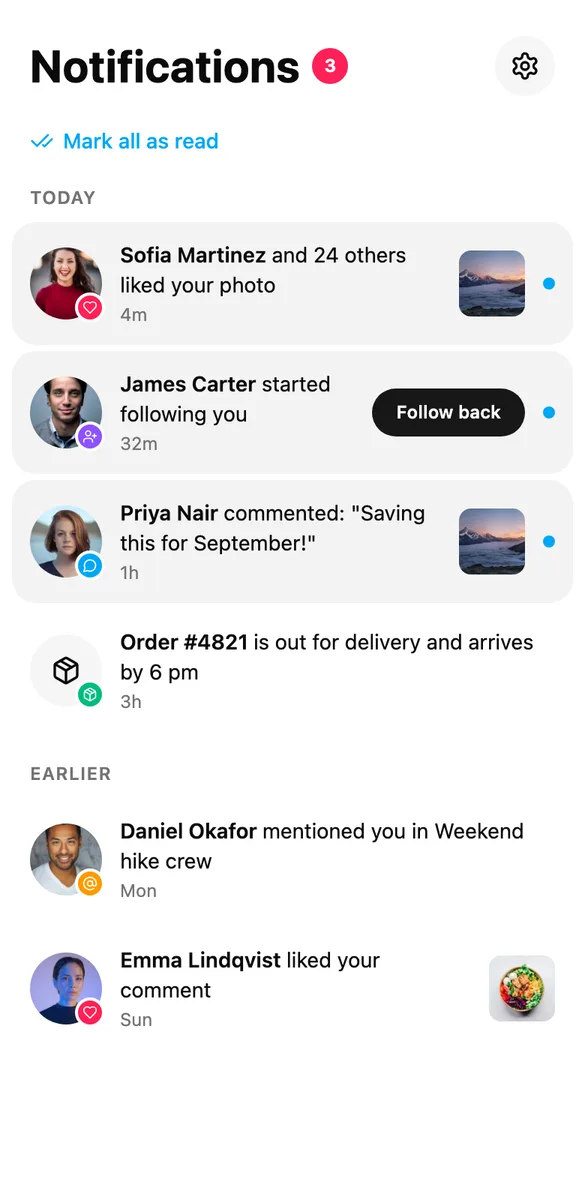 Notifications 3
Mark all as read
TODAY
Sofia Martinez and 24 others
liked your photo
4m
James Carter started
following you
32m
Follow back
Priya Nair commented: "Saving
this for September!"
1h
Order #4821 is out for delivery and arrives
by 6 pm
3h
EARLIER
Daniel Okafor mentioned you in Weekend
hike crew
Mon
Emma Lindqvist liked your
comment
Sun